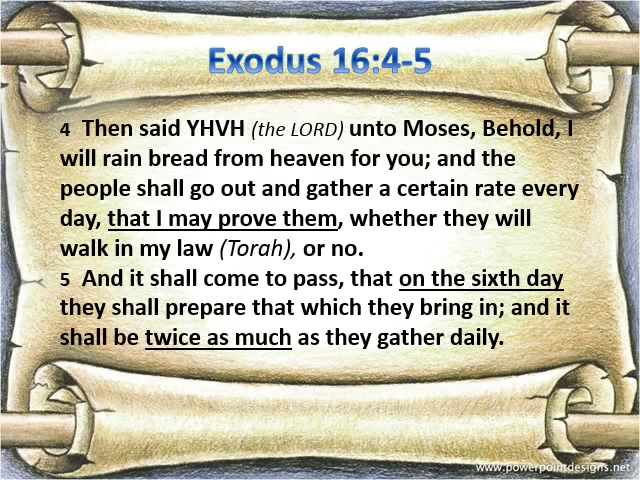 Exodus 16:4-5
4 Then said YHVH (the LORD) unto Moses, Behold, I
will rain bread from heaven for you; and the
people shall go out and gather a certain rate every
day, that I may prove them, whether they will
walk in my law (Torah), or no.
5 And it shall come to pass, that on the sixth day
they shall prepare that which they bring in; and it
shall be twice as much as they gather daily.
www.powerpointdesigns.net